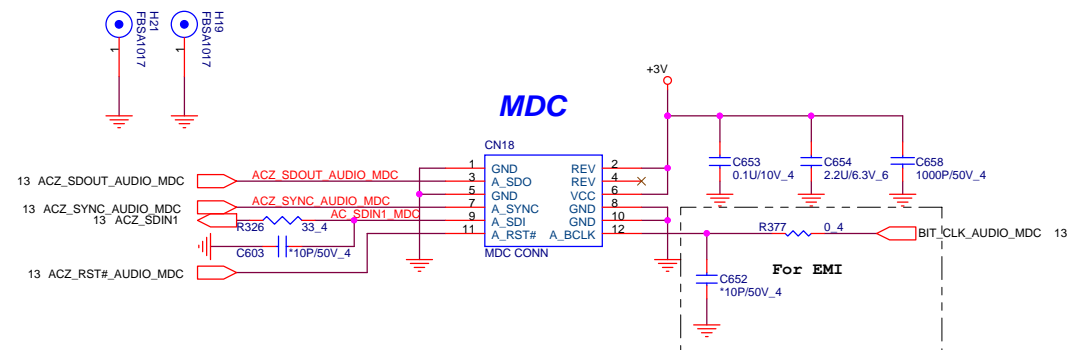 H21
FBSA1017
1
H19
FBSA1017
1
+3V
MDC
CN18
1 GND REV 2
3 A_SDO REV 4
5 GND VCC 6
7 A_SYNC GND 8
9 A_SDI GND 10
11 A_RST# A_BCLK 12
MDC CONN
13 ACZ_SDOUT_AUDIO_MDC ACZ_SDOUT_AUDIO_MDC
13 ACZ_SYNC_AUDIO_MDC ACZ_SYNC_AUDIO_MDC
13 ACZ_SDIN1 AC_SDIN1_MDC
R326 33_4
C603 *10P/50V_4
13 ACZ_RST#_AUDIO_MDC
C653
0.1U/10V_4
C654
2.2U/6.3V_6
C658
1000P/50V_4
R377 0_4
BIT_CLK_AUDIO_MDC 13
For EMI
C652
*10P/50V_4